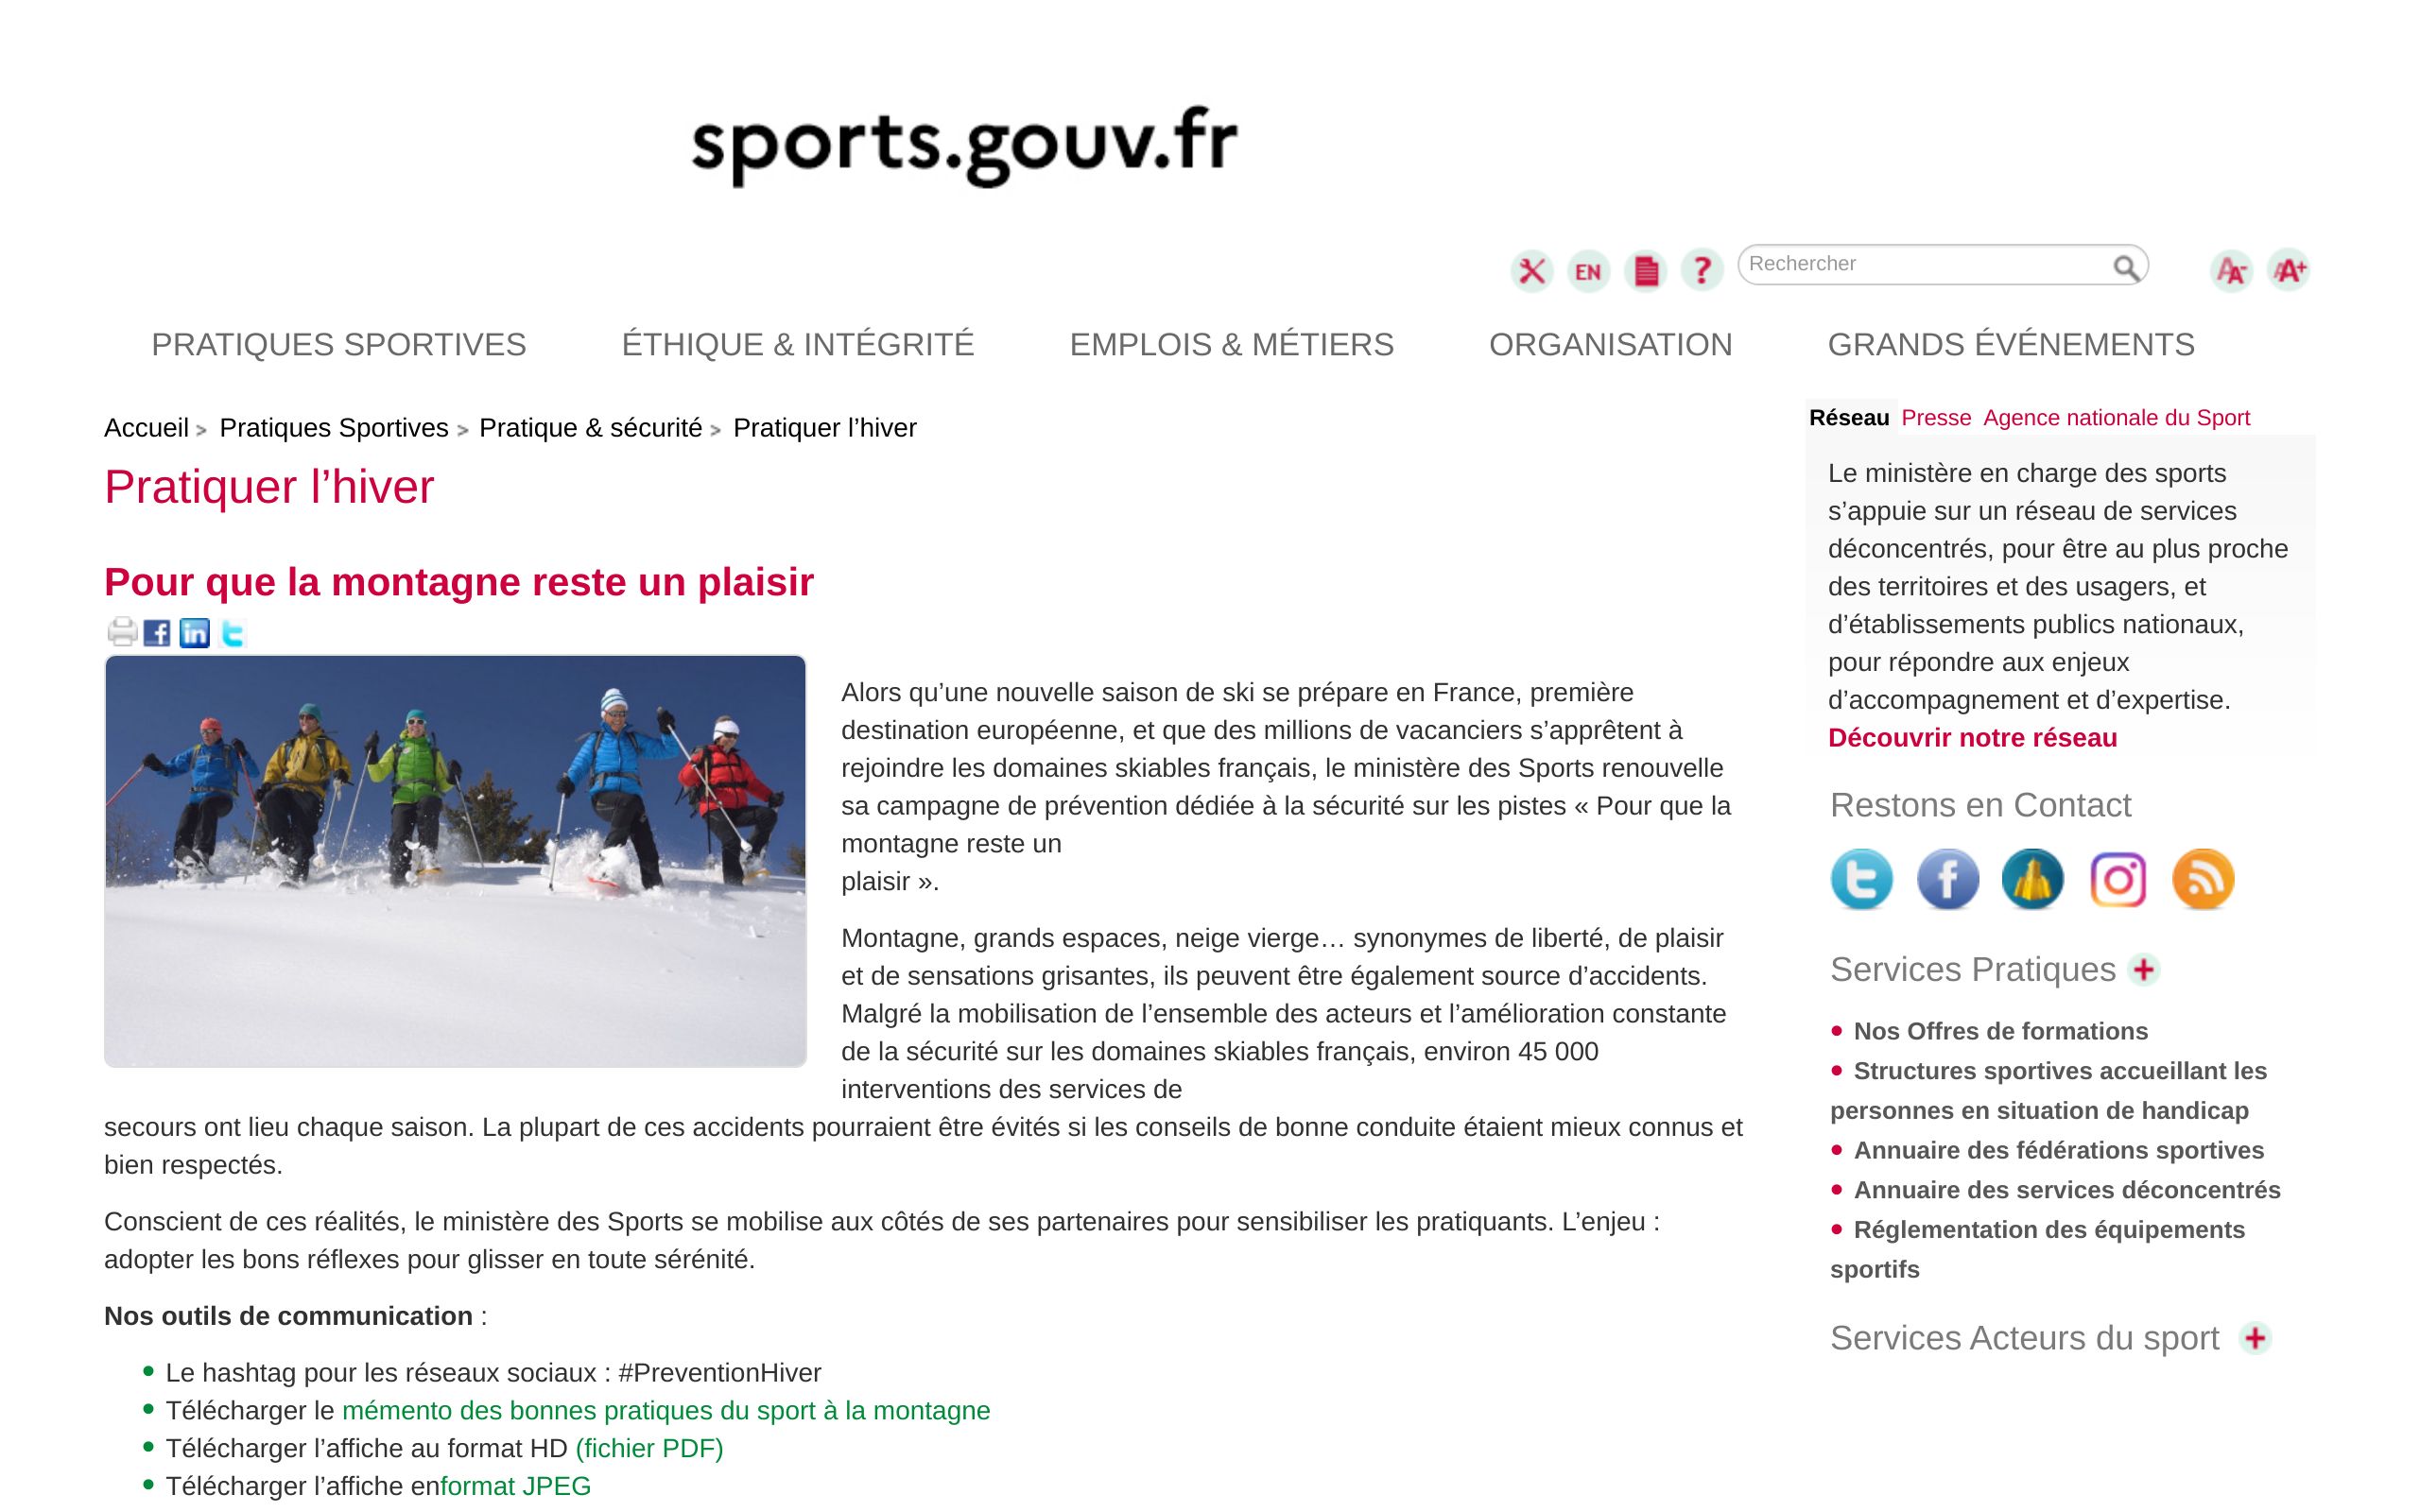 sports.gouv.fr
EN
?
Rechercher
A-
A+
PRATIQUES SPORTIVES ÉTHIQUE & INTÉGRITÉ EMPLOIS & MÉTIERS ORGANISATION GRANDS ÉVÉNEMENTS
Accueil > Pratiques Sportives > Pratique & sécurité > Pratiquer l’hiver
Pratiquer l’hiver
Pour que la montagne reste un plaisir
Alors qu’une nouvelle saison de ski se prépare en France, première
destination européenne, et que des millions de vacanciers s’apprêtent à
rejoindre les domaines skiables français, le ministère des Sports renouvelle
sa campagne de prévention dédiée à la sécurité sur les pistes « Pour que la
montagne reste un
plaisir ».
Montagne, grands espaces, neige vierge… synonymes de liberté, de plaisir
et de sensations grisantes, ils peuvent être également source d’accidents.
Malgré la mobilisation de l’ensemble des acteurs et l’amélioration constante
de la sécurité sur les domaines skiables français, environ 45 000
interventions des services de
secours ont lieu chaque saison. La plupart de ces accidents pourraient être évités si les conseils de bonne conduite étaient mieux connus et
bien respectés.
Conscient de ces réalités, le ministère des Sports se mobilise aux côtés de ses partenaires pour sensibiliser les pratiquants. L’enjeu :
adopter les bons réflexes pour glisser en toute sérénité.
Nos outils de communication :
Le hashtag pour les réseaux sociaux : #PreventionHiver
Télécharger le mémento des bonnes pratiques du sport à la montagne
Télécharger l’affiche au format HD (fichier PDF)
Télécharger l’affiche enformat JPEG
Réseau Presse Agence nationale du Sport
Le ministère en charge des sports
s’appuie sur un réseau de services
déconcentrés, pour être au plus proche
des territoires et des usagers, et
d’établissements publics nationaux,
pour répondre aux enjeux
d’accompagnement et d’expertise.
Découvrir notre réseau
Restons en Contact
Services Pratiques
Nos Offres de formations
Structures sportives accueillant les
personnes en situation de handicap
Annuaire des fédérations sportives
Annuaire des services déconcentrés
Réglementation des équipements
sportifs
Services Acteurs du sport